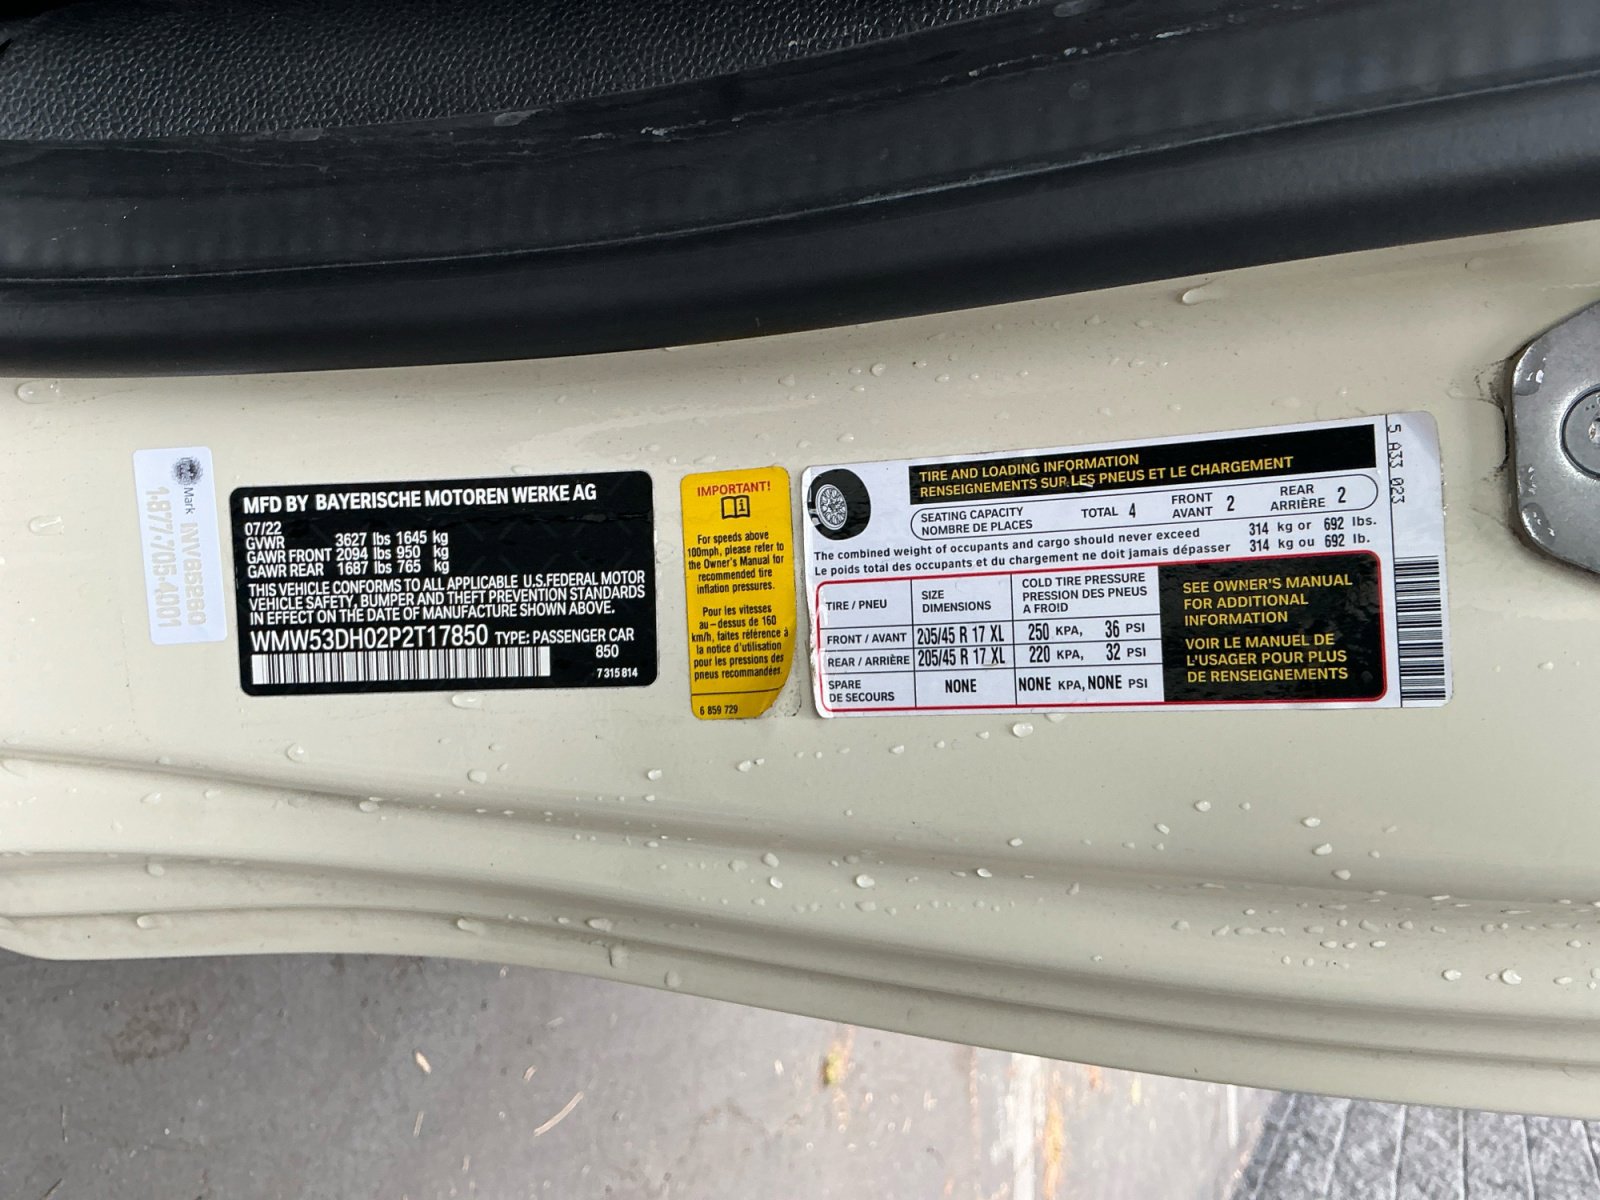 Mark
INV85280
1-877-705-4001
MFD BY BAYERISCHE MOTOREN WERKE AG
07/22
GVWR 3627 lbs 1645 kg
GAWR FRONT 2094 lbs 950 kg
GAWR REAR 1687 lbs 765 kg
THIS VEHICLE CONFORMS TO ALL APPLICABLE U.S.FEDERAL MOTOR
VEHICLE SAFETY, BUMPER AND THEFT PREVENTION STANDARDS
IN EFFECT ON THE DATE OF MANUFACTURE SHOWN ABOVE.
WMW53DH02P2T17850 TYPE: PASSENGER CAR
850
7 315 814
IMPORTANT!
For speeds above
100mph, please refer to
the Owner's Manual for
recommended tire
inflation pressures.
Pour les vitesses
au-dessus de 160
km/h, faites référence à
la notice d'utilisation
pour les pressions des
pneus recommandées.
6 859 729
TIRE AND LOADING INFORMATION
RENSEIGNEMENTS SUR LES PNEUS ET LE CHARGEMENT
SEATING CAPACITY
NOMBRE DE PLACES
TOTAL 4
FRONT
AVANT 2
REAR
ARRIÈRE 2
The combined weight of occupants and cargo should never exceed 314 kg or 692 lbs.
Le poids total des occupants et du chargement ne doit jamais dépasser 314 kg ou 692 lb.
TIRE / PNEU
SIZE
DIMENSIONS
COLD TIRE PRESSURE
PRESSION DES PNEUS
A FROID
FRONT / AVANT 205/45 R 17 XL 250 KPA, 36 PSI
REAR / ARRIÈRE 205/45 R 17 XL 220 KPA, 32 PSI
SPARE
DE SECOURS
NONE NONE KPA, NONE PSI
SEE OWNER'S MANUAL
FOR ADDITIONAL
INFORMATION
VOIR LE MANUEL DE
L'USAGER POUR PLUS
DE RENSEIGNEMENTS
5 A33 023